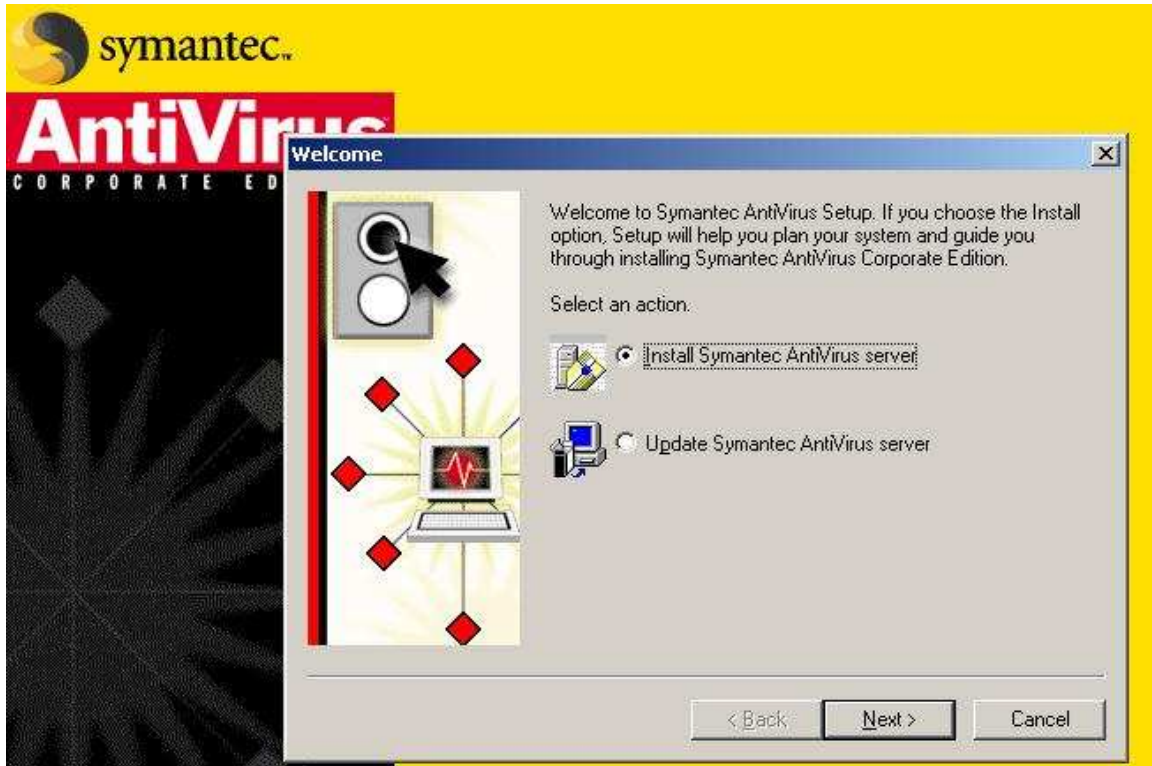 symantec™
AntiVirus
CORPORATE ED
Welcome
Welcome to Symantec AntiVirus Setup. If you choose the Install
option, Setup will help you plan your system and guide you
through installing Symantec AntiVirus Corporate Edition.
Select an action.
Install Symantec AntiVirus server
Update Symantec AntiVirus server
< Back
Next >
Cancel